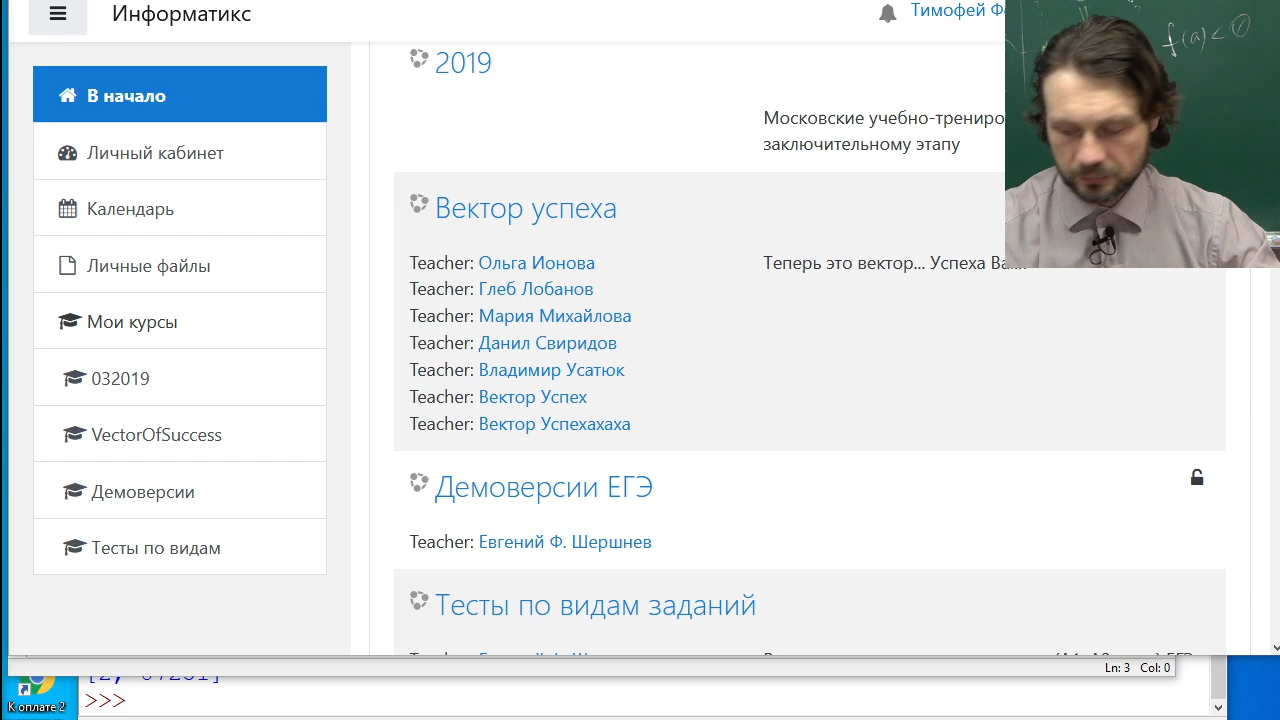 Информатикс
Тимофей
f(a) < 0
В начало
Личный кабинет
Календарь
Личные файлы
Мои курсы
032019
VectorOfSuccess
Демоверсии
Тесты по видам
2019
Московские
заключительному этапу
Вектор успеха
Teacher: Ольга Ионова
Теперь это вектор... Успеха
Teacher: Глеб Лобанов
Teacher: Мария Михайлова
Teacher: Данил Свиридов
Teacher: Владимир Усатюк
Teacher: Вектор Успех
Teacher: Вектор Успехахаха
Демоверсии ЕГЭ
Teacher: Евгений Ф. Шершнев
Тесты по видам заданий
Ln: 3 Col: 0
>>>
К оплате 2